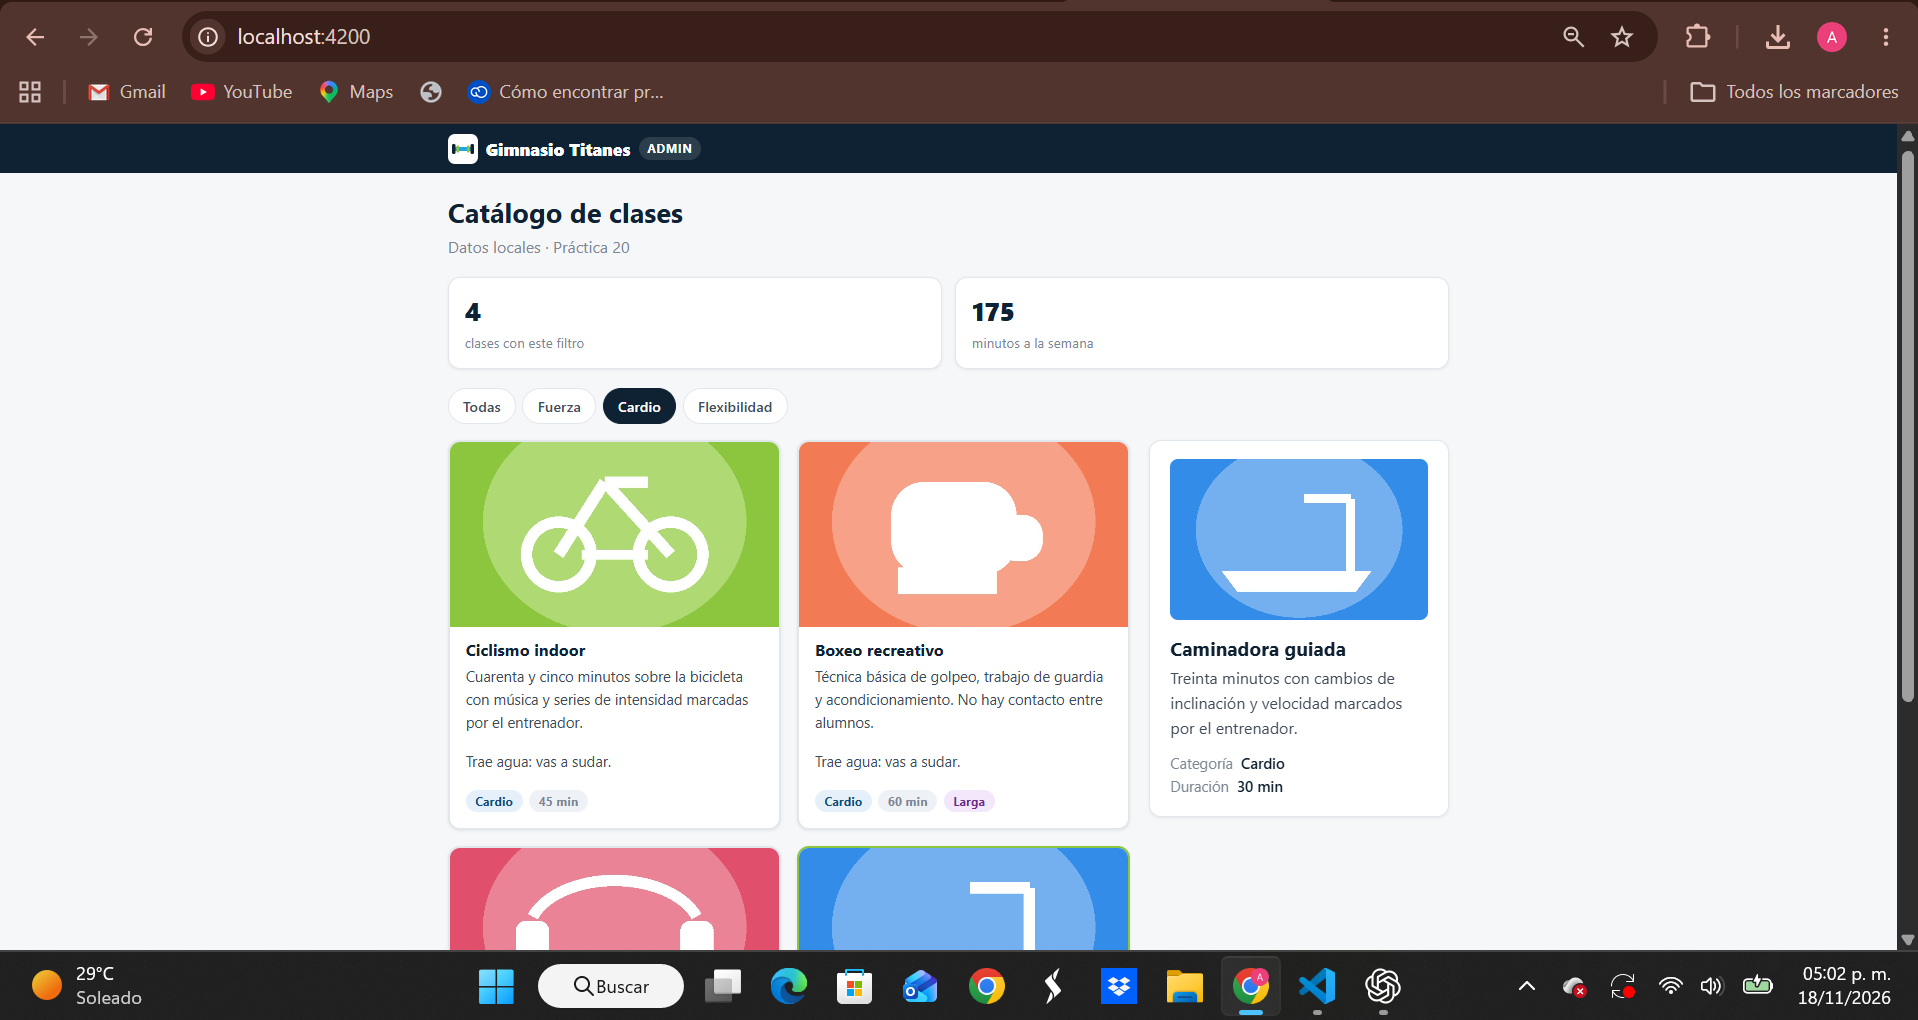 localhost:4200
A
Gmail
YouTube
Maps
Cómo encontrar pr...
Todos los marcadores
Gimnasio Titanes
ADMIN
Catálogo de clases
Datos locales · Práctica 20
4
clases con este filtro
175
minutos a la semana
Todas
Fuerza
Cardio
Flexibilidad
Ciclismo indoor
Cuarenta y cinco minutos sobre la bicicleta
con música y series de intensidad marcadas
por el entrenador.
Trae agua: vas a sudar.
Cardio
45 min
Boxeo recreativo
Técnica básica de golpeo, trabajo de guardia
y acondicionamiento. No hay contacto entre
alumnos.
Trae agua: vas a sudar.
Cardio
60 min
Larga
Caminadora guiada
Treinta minutos con cambios de
inclinación y velocidad marcados
por el entrenador.
Categoría Cardio
Duración 30 min
29°C
Soleado
Buscar
A
05:02 p. m.
18/11/2026